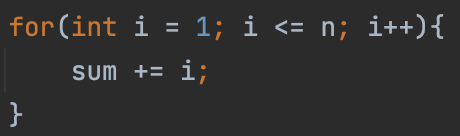 for(int i = 1; i <= n; i++){
    sum += i;
}